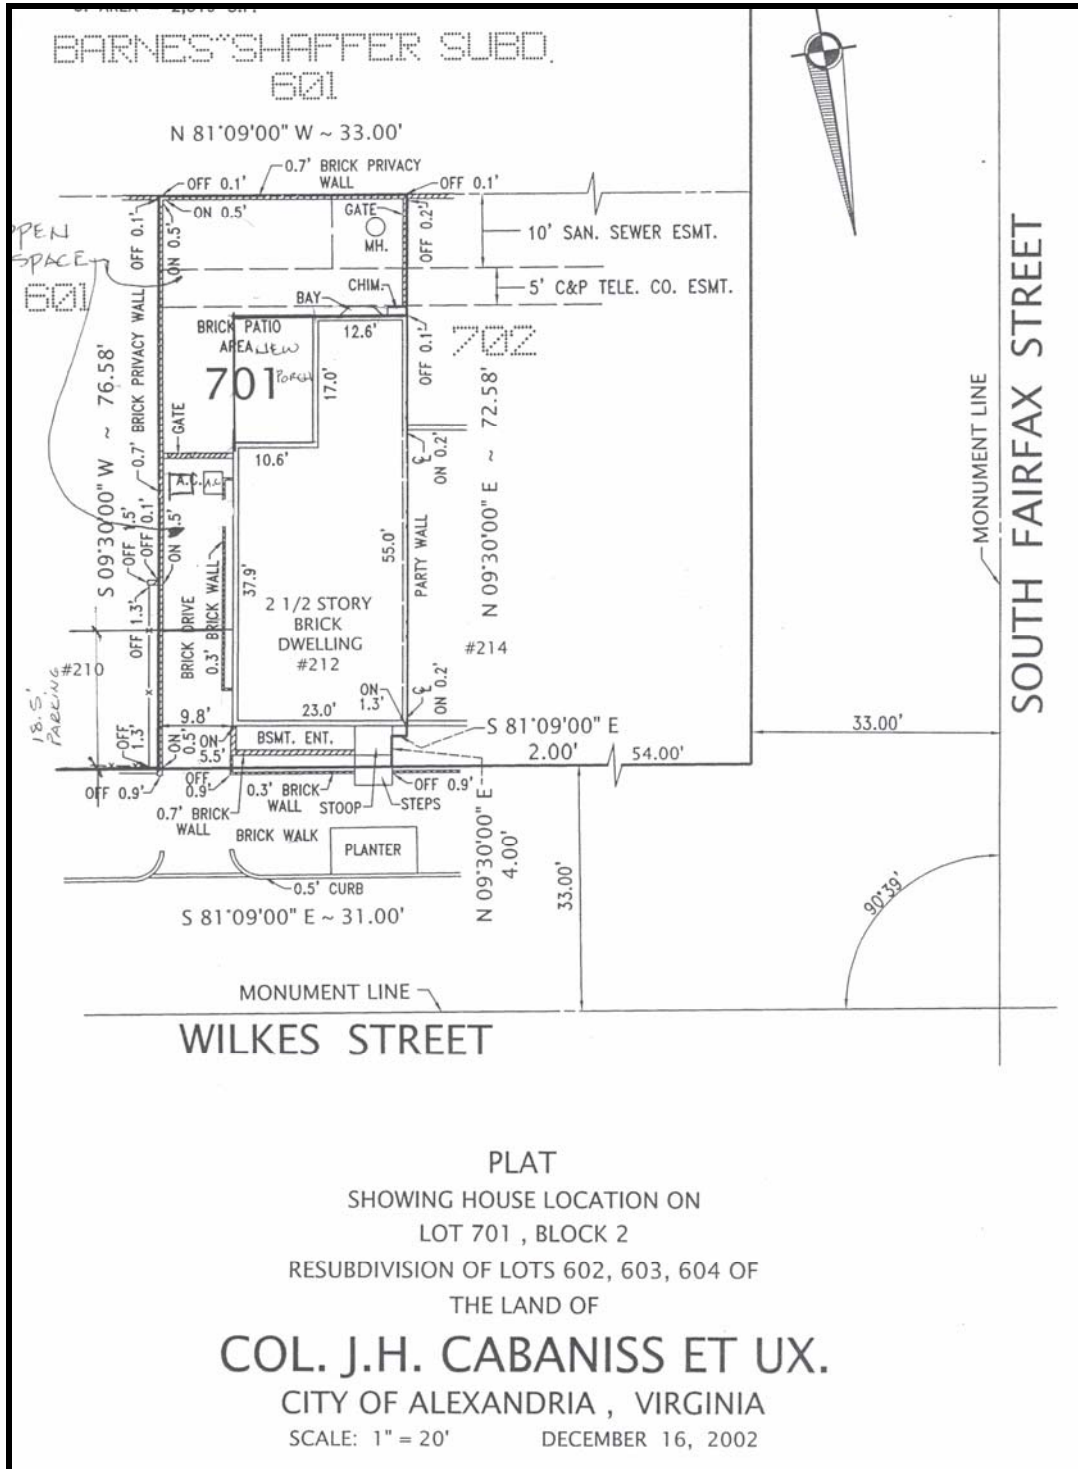 BARNES"SHAFFER SUBD.
601
N 81°09'00" W ~ 33.00'
0.7' BRICK PRIVACY
WALL
OFF 0.1'
OFF 0.1'
ON 0.5'
OFF 0.1'
ON 0.5'
GATE
MH.
OFF 0.2'
10' SAN. SEWER ESMT.
5' C&P TELE. CO. ESMT.
OPEN
SPACE
601
CHIM.
BAY
12.6'
BRICK PATIO
AREA NEW
PORCH
701
17.0'
OFF 0.1'
702
S 09°30'00" W ~ 76.58'
0.7' BRICK PRIVACY WALL
GATE
10.6'
A.C.
A.C.
OFF 1.5'
OFF 0.1'
ON 0.5'
℄
ON 0.2'
N 09°30'00" E ~ 72.58'
PARTY WALL
55.0'
37.9'
2 1/2 STORY
BRICK
DWELLING
#212
#214
#210
18.5'
PARKING
OFF 1.3'
BRICK DRIVE
0.3' BRICK WALL
ON
1.3'
℄
ON 0.2'
23.0'
9.8'
S 81°09'00" E
2.00'
54.00'
33.00'
OFF
1.3'
ON
0.5'
ON
5.5'
BSMT. ENT.
OFF 0.9'
OFF
0.9'
0.3' BRICK
WALL
STOOP
STEPS
OFF 0.9'
0.7' BRICK
WALL
BRICK WALK
PLANTER
0.5' CURB
S 81°09'00" E ~ 31.00'
N 09°30'00" E
4.00'
33.00'
90°39'
MONUMENT LINE
SOUTH FAIRFAX STREET
MONUMENT LINE
WILKES STREET
PLAT
SHOWING HOUSE LOCATION ON
LOT 701 , BLOCK 2
RESUBDIVISION OF LOTS 602, 603, 604 OF
THE LAND OF
COL. J.H. CABANISS ET UX.
CITY OF ALEXANDRIA , VIRGINIA
SCALE: 1" = 20' DECEMBER 16, 2002